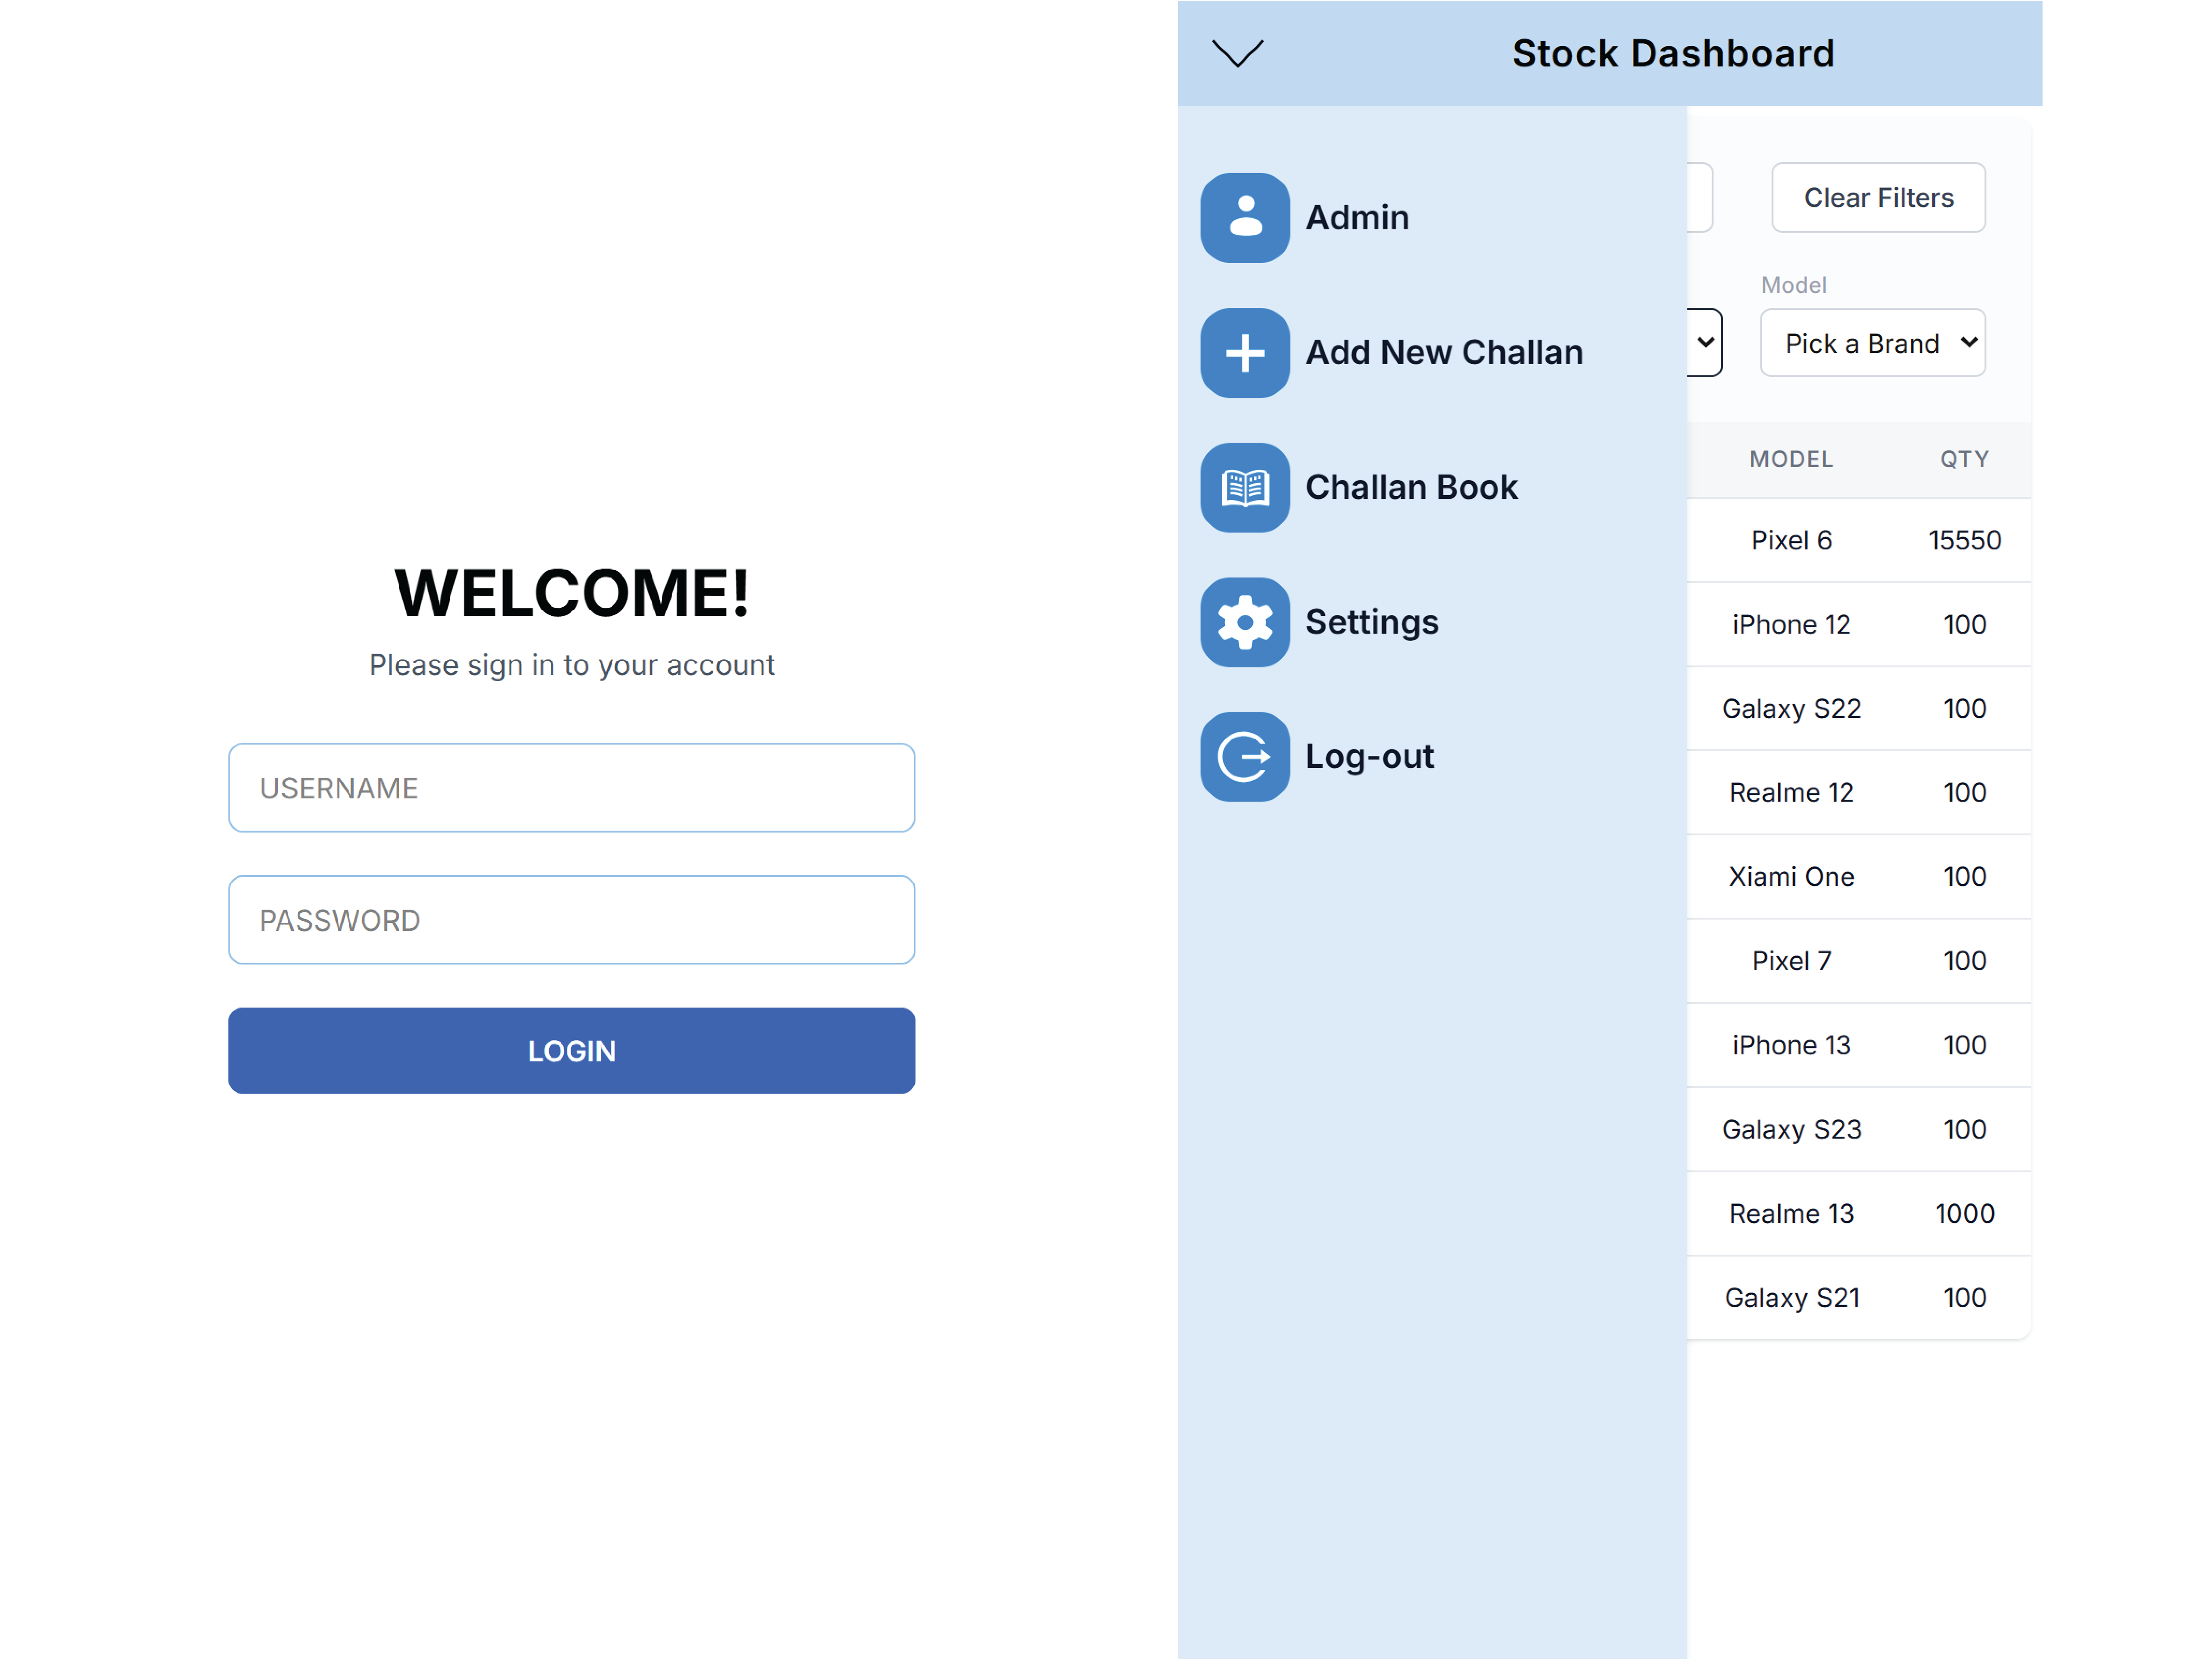 WELCOME!
Please sign in to your account
USERNAME
PASSWORD
LOGIN
Stock Dashboard
Admin
Add New Challan
Challan Book
Settings
Log-out
Clear Filters
Model
Pick a Brand
MODEL QTY
Pixel 6 15550
iPhone 12 100
Galaxy S22 100
Realme 12 100
Xiami One 100
Pixel 7 100
iPhone 13 100
Galaxy S23 100
Realme 13 1000
Galaxy S21 100